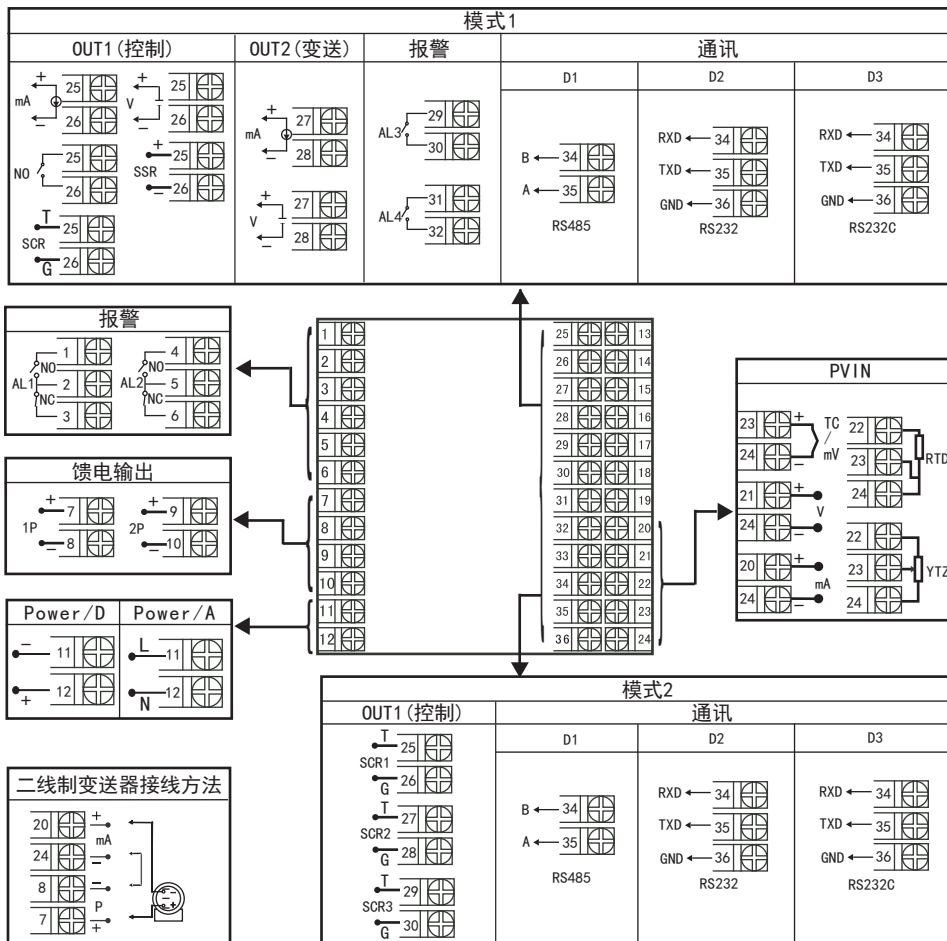 模式1
OUT1(控制) OUT2(变送) 报警 通讯
D1 D2 D3
+ 25 + 25
mA V
− 26 − 26
25 + 25
NO SSR
26 − 26
T 25
SCR
G 26
+ 27
mA
− 28
+ 27
V
− 28
29
AL3
30
31
AL4
32
B 34
A 35
RS485
RXD 34
TXD 35
GND 36
RS232
RXD 34
TXD 35
GND 36
RS232C
报警
1 4
NO NO
AL1 2 AL2 5
NC NC
3 6
馈电输出
+ 7 + 9
1P 2P
− 8 − 10
Power/D Power/A
− 11 L 11
+ 12 N 12
1 25 13
2 26 14
3 27 15
4 28 16
5 29 17
6 30 18
7 31 19
8 32 20
9 33 21
10 34 22
11 35 23
12 36 24
PVIN
23 + TC 22
/
24 − mV 23 RTD
21 + 24
V
24 − 22
20 + 23 YTZ
mA
24 − 24
二线制变送器接线方法
20 +
mA
24 −
8 −
P
7 +
− − − +
模式2
OUT1(控制) 通讯
D1 D2 D3
T 25
SCR1
G 26
T 27
SCR2
G 28
T 29
SCR3
G 30
B 34
A 35
RS485
RXD 34
TXD 35
GND 36
RS232
RXD 34
TXD 35
GND 36
RS232C